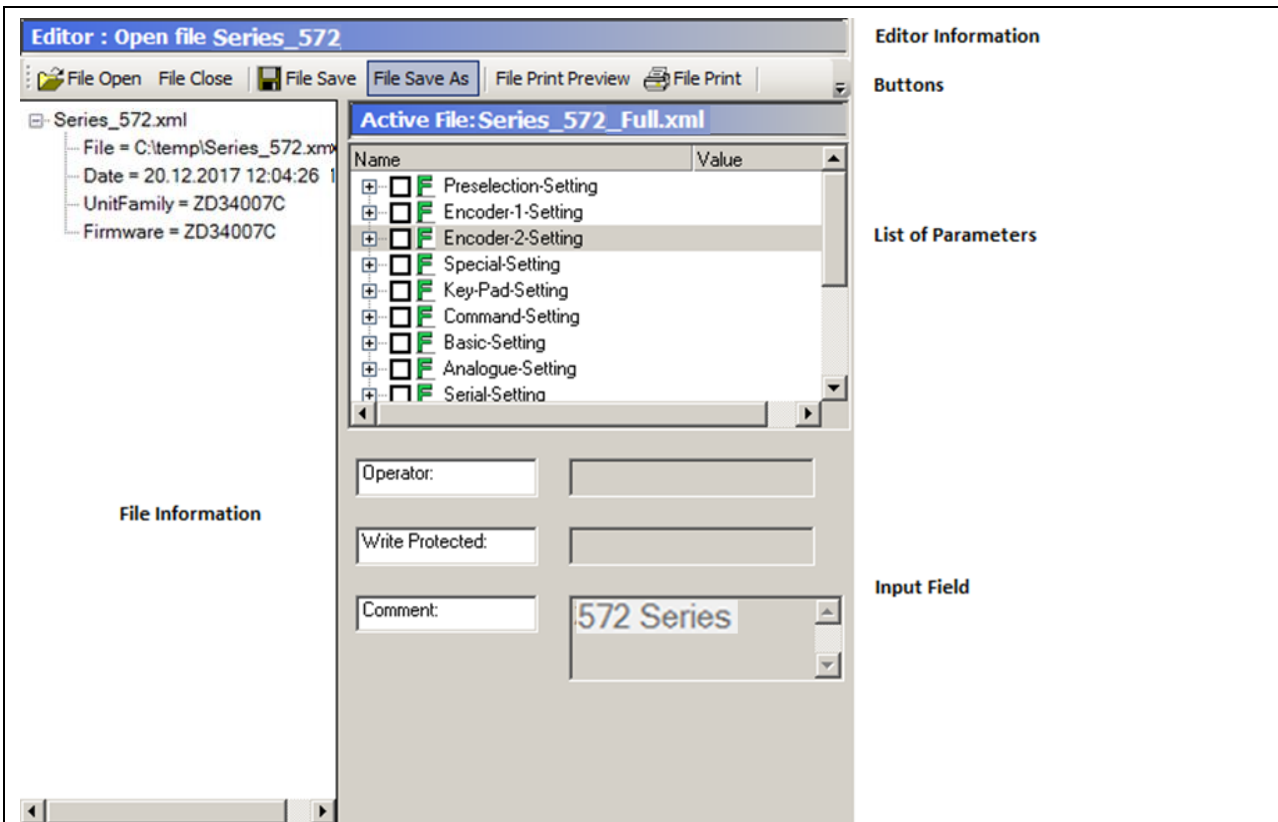 Editor : Open file Series_572
Editor Information
File Open File Close File Save File Save As File Print Preview File Print
Buttons
Series_572.xml
File = C:\temp\Series_572.xm
Date = 20.12.2017 12:04:26 1
UnitFamily = ZD34007C
Firmware = ZD34007C
File Information
Active File: Series_572_Full.xml
Name Value
Preselection-Setting
Encoder-1-Setting
Encoder-2-Setting
Special-Setting
Key-Pad-Setting
Command-Setting
Basic-Setting
Analogue-Setting
Serial-Setting
List of Parameters
Operator:
Write Protected:
Comment:
572 Series
Input Field